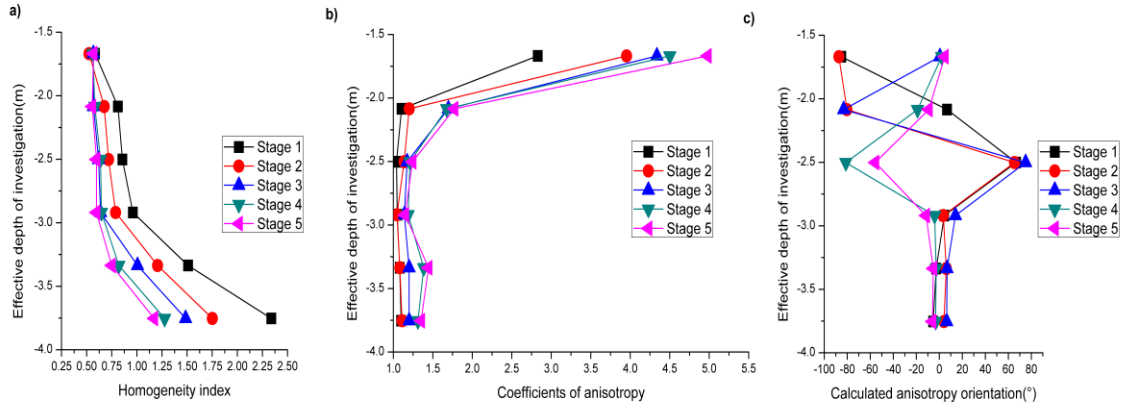 a)
Effective depth of investigation(m)
-1.5
-2.0
-2.5
-3.0
-3.5
-4.0
0.25 0.50 0.75 1.00 1.25 1.50 1.75 2.00 2.25 2.50
Homogeneity index
Stage 1
Stage 2
Stage 3
Stage 4
Stage 5
b)
Effective depth of investigation(m)
-1.5
-2.0
-2.5
-3.0
-3.5
-4.0
1.0 1.5 2.0 2.5 3.0 3.5 4.0 4.5 5.0 5.5
Coefficients of anisotropy
Stage 1
Stage 2
Stage 3
Stage 4
Stage 5
c)
Effective depth of investigation(m)
-1.5
-2.0
-2.5
-3.0
-3.5
-4.0
-100 -80 -60 -40 -20 0 20 40 60 80
Calculated anisotropy orientation(°)
Stage 1
Stage 2
Stage 3
Stage 4
Stage 5